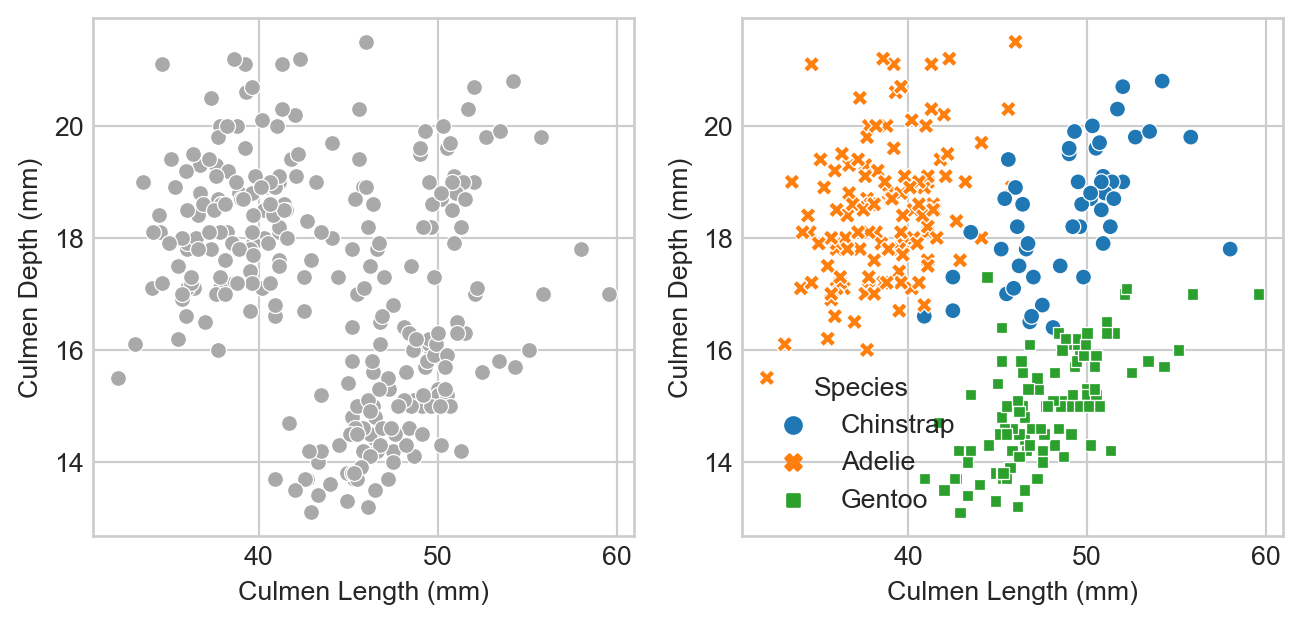 20
18
16
14
Culmen Depth (mm)
40
50
60
Culmen Length (mm)
20
18
16
14
Culmen Depth (mm)
Species
Chinstrap
Adelie
Gentoo
40
50
60
Culmen Length (mm)